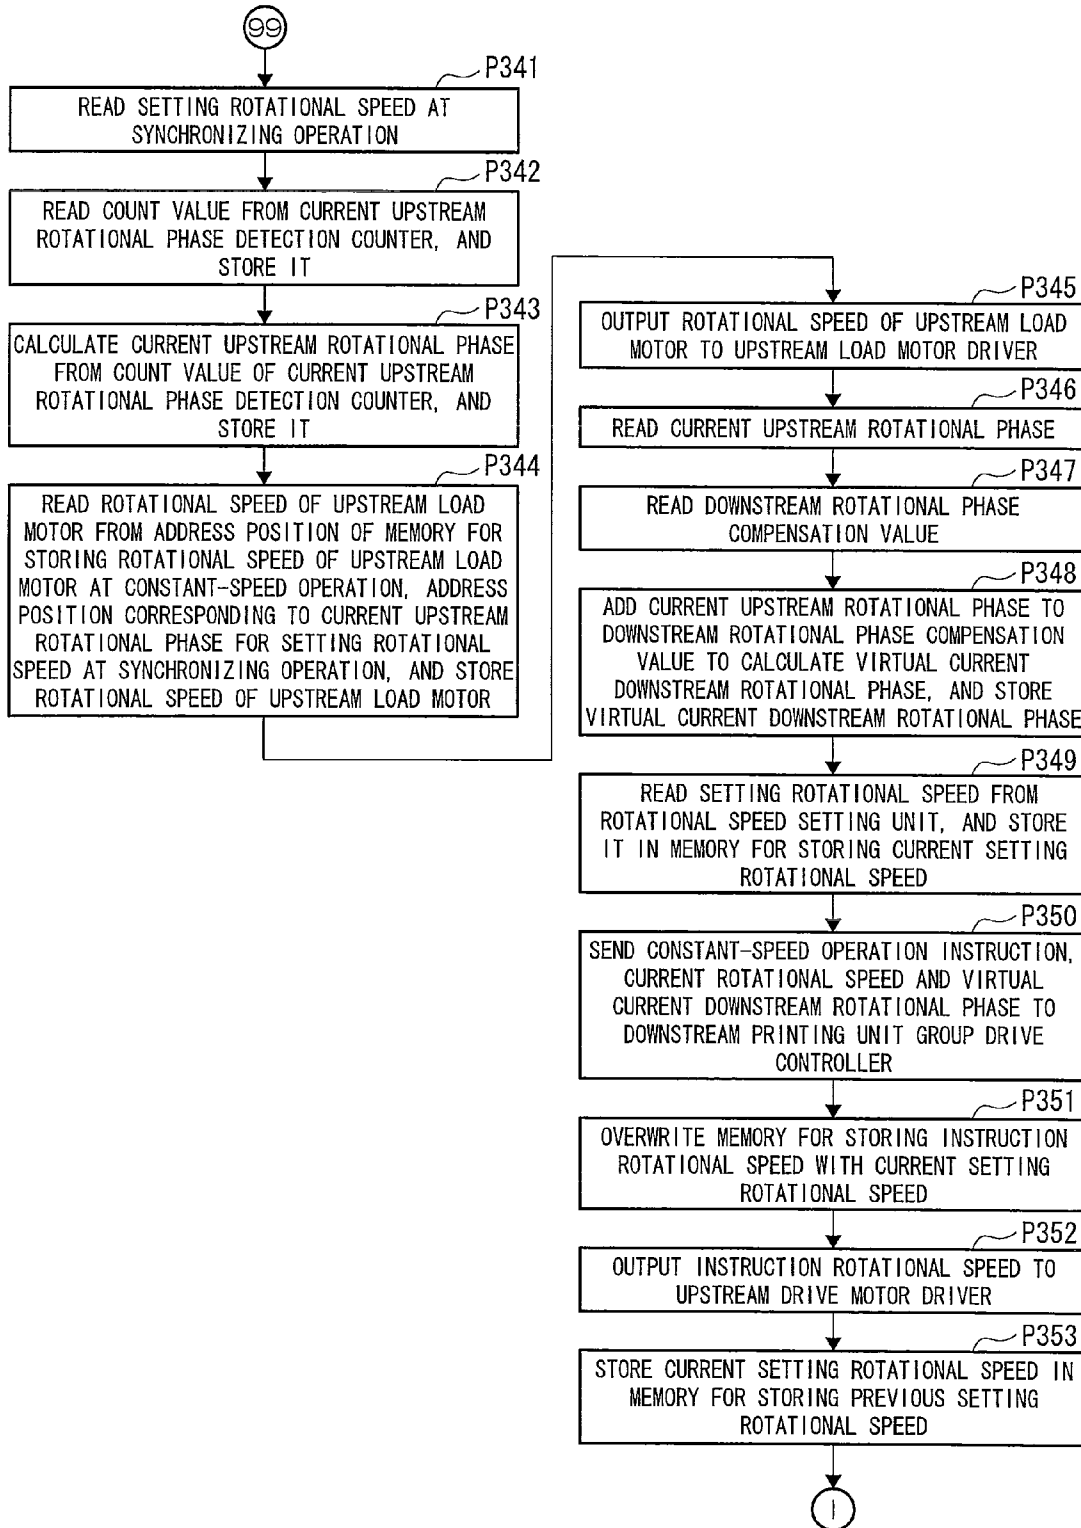 99
P341
READ SETTING ROTATIONAL SPEED AT
SYNCHRONIZING OPERATION
P342
READ COUNT VALUE FROM CURRENT UPSTREAM
ROTATIONAL PHASE DETECTION COUNTER, AND
STORE IT
P343
CALCULATE CURRENT UPSTREAM ROTATIONAL PHASE
FROM COUNT VALUE OF CURRENT UPSTREAM
ROTATIONAL PHASE DETECTION COUNTER, AND
STORE IT
P344
READ ROTATIONAL SPEED OF UPSTREAM LOAD
MOTOR FROM ADDRESS POSITION OF MEMORY FOR
STORING ROTATIONAL SPEED OF UPSTREAM LOAD
MOTOR AT CONSTANT-SPEED OPERATION, ADDRESS
POSITION CORRESPONDING TO CURRENT UPSTREAM
ROTATIONAL PHASE FOR SETTING ROTATIONAL
SPEED AT SYNCHRONIZING OPERATION, AND STORE
ROTATIONAL SPEED OF UPSTREAM LOAD MOTOR
P345
OUTPUT ROTATIONAL SPEED OF UPSTREAM LOAD
MOTOR TO UPSTREAM LOAD MOTOR DRIVER
P346
READ CURRENT UPSTREAM ROTATIONAL PHASE
P347
READ DOWNSTREAM ROTATIONAL PHASE
COMPENSATION VALUE
P348
ADD CURRENT UPSTREAM ROTATIONAL PHASE TO
DOWNSTREAM ROTATIONAL PHASE COMPENSATION
VALUE TO CALCULATE VIRTUAL CURRENT
DOWNSTREAM ROTATIONAL PHASE, AND STORE
VIRTUAL CURRENT DOWNSTREAM ROTATIONAL PHASE
P349
READ SETTING ROTATIONAL SPEED FROM
ROTATIONAL SPEED SETTING UNIT, AND STORE
IT IN MEMORY FOR STORING CURRENT SETTING
ROTATIONAL SPEED
P350
SEND CONSTANT-SPEED OPERATION INSTRUCTION,
CURRENT ROTATIONAL SPEED AND VIRTUAL
CURRENT DOWNSTREAM ROTATIONAL PHASE TO
DOWNSTREAM PRINTING UNIT GROUP DRIVE
CONTROLLER
P351
OVERWRITE MEMORY FOR STORING INSTRUCTION
ROTATIONAL SPEED WITH CURRENT SETTING
ROTATIONAL SPEED
P352
OUTPUT INSTRUCTION ROTATIONAL SPEED TO
UPSTREAM DRIVE MOTOR DRIVER
P353
STORE CURRENT SETTING ROTATIONAL SPEED IN
MEMORY FOR STORING PREVIOUS SETTING
ROTATIONAL SPEED
I